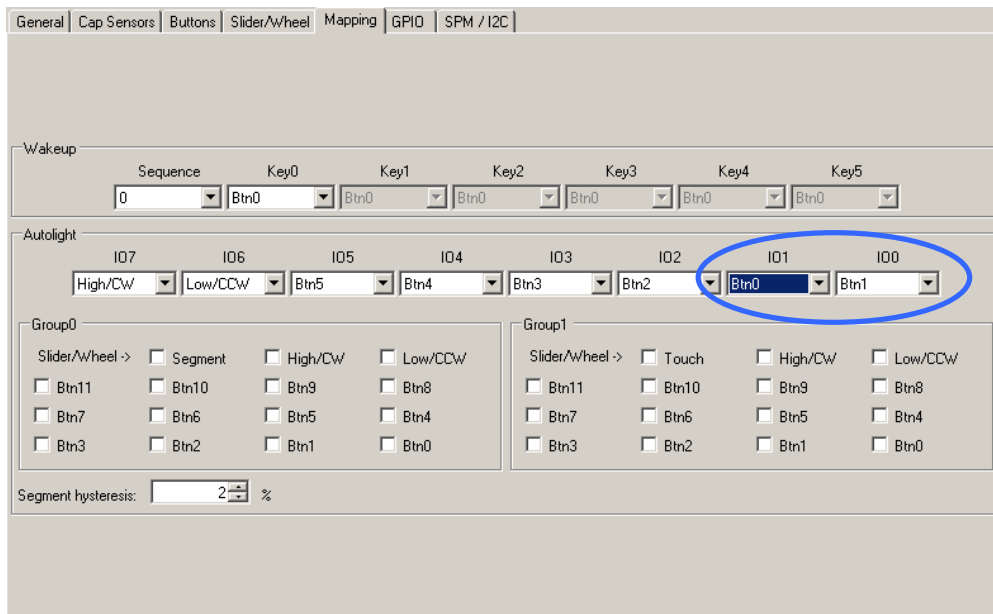 General Cap Sensors Buttons Slider/Wheel Mapping GPIO SPM / I2C
Wakeup
Sequence Key0 Key1 Key2 Key3 Key4 Key5
0 Btn0 Btn0 Btn0 Btn0 Btn0 Btn0
Autolight
IO7 IO6 IO5 IO4 IO3 IO2 IO1 IO0
High/CW Low/CCW Btn5 Btn4 Btn3 Btn2 Btn0 Btn1
Group0 Group1
Slider/Wheel -> Segment High/CW Low/CCW Slider/Wheel -> Touch High/CW Low/CCW
Btn11 Btn10 Btn9 Btn8 Btn11 Btn10 Btn9 Btn8
Btn7 Btn6 Btn5 Btn4 Btn7 Btn6 Btn5 Btn4
Btn3 Btn2 Btn1 Btn0 Btn3 Btn2 Btn1 Btn0
Segment hysteresis: 2 %